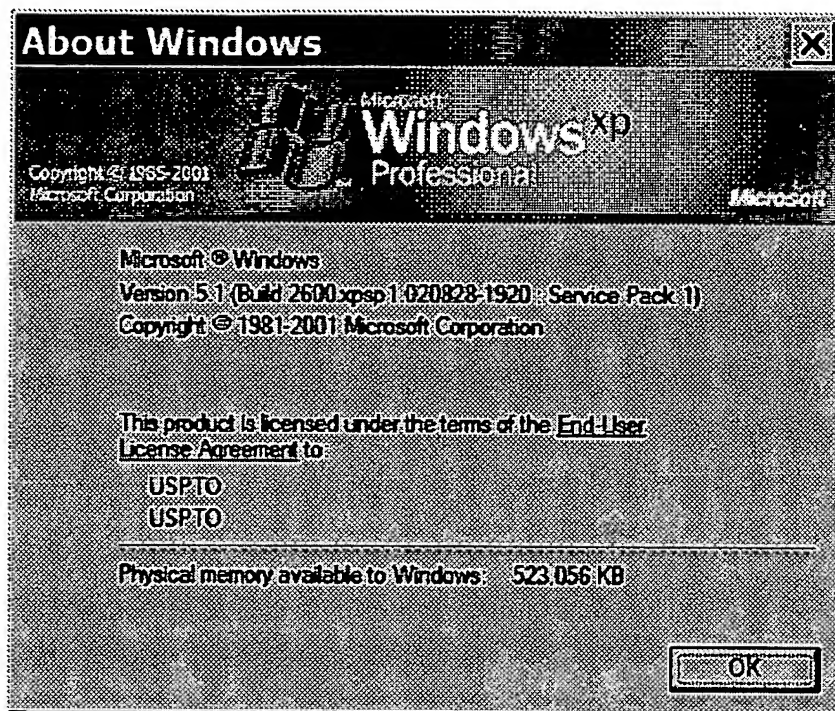 About Windows
Microsoft
Windows xp
Professional
Copyright © 1985-2001
Microsoft Corporation
Microsoft
Microsoft ® Windows
Version 5.1 (Build 2600.xpsp1.020828-1920 : Service Pack 1)
Copyright © 1981-2001 Microsoft Corporation
This product is licensed under the terms of the End-User
License Agreement to:
USPTO
USPTO
Physical memory available to Windows: 523,056 KB
OK